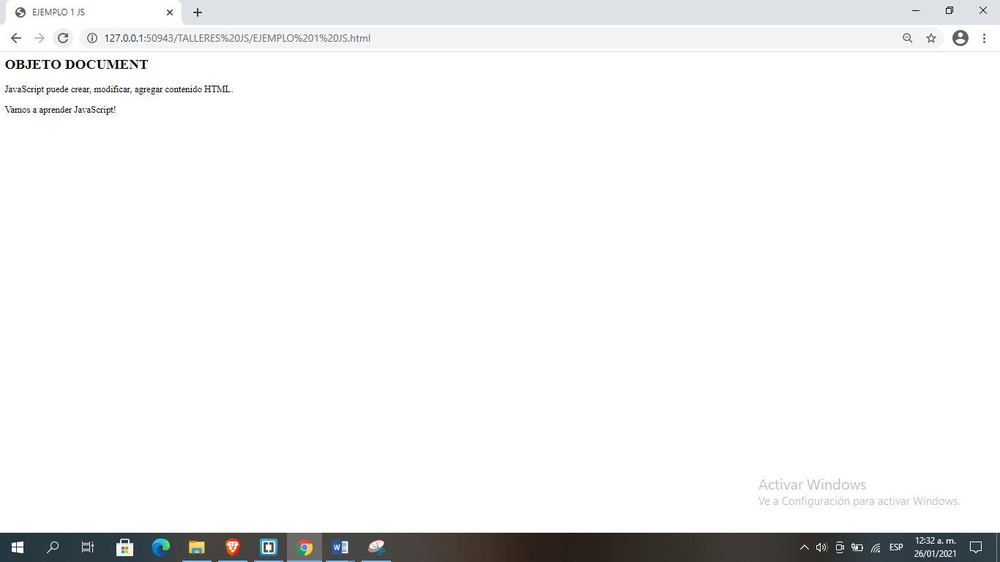 EJEMPLO 1 JS
127.0.0.1:50943/TALLERES%20JS/EJEMPLO%201%20JS.html
OBJETO DOCUMENT
JavaScript puede crear, modificar, agregar contenido HTML.
Vamos a aprender JavaScript!
Activar Windows
Ve a Configuración para activar Windows.
ESP
12:32 a. m.
26/01/2021